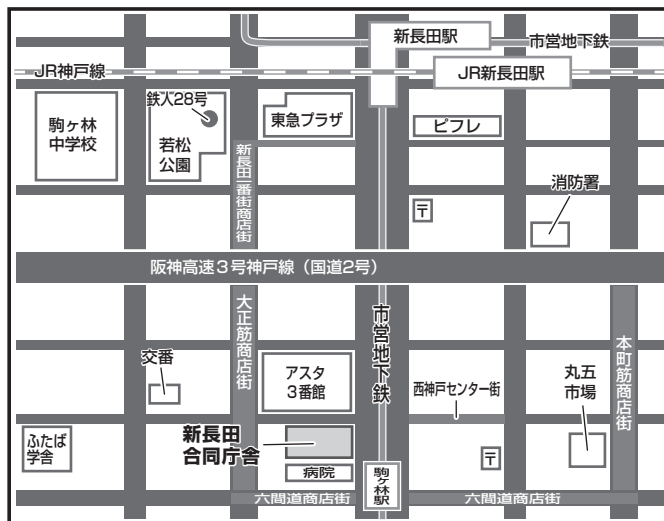 新長田駅
市営地下鉄
JR神戸線
JR新長田駅
駒ヶ林
中学校
鉄人28号
若松
公園
東急プラザ
ピフレ
新長田一番街商店街
〒
消防署
阪神高速3号神戸線(国道2号)
大正筋商店街
市営地下鉄
本町筋商店街
交番
アスタ
3番館
西神戸センター街
丸五
市場
ふたば
学舎
新長田
合同庁舎
病院
駒ヶ林駅
〒
六間道商店街
六間道商店街